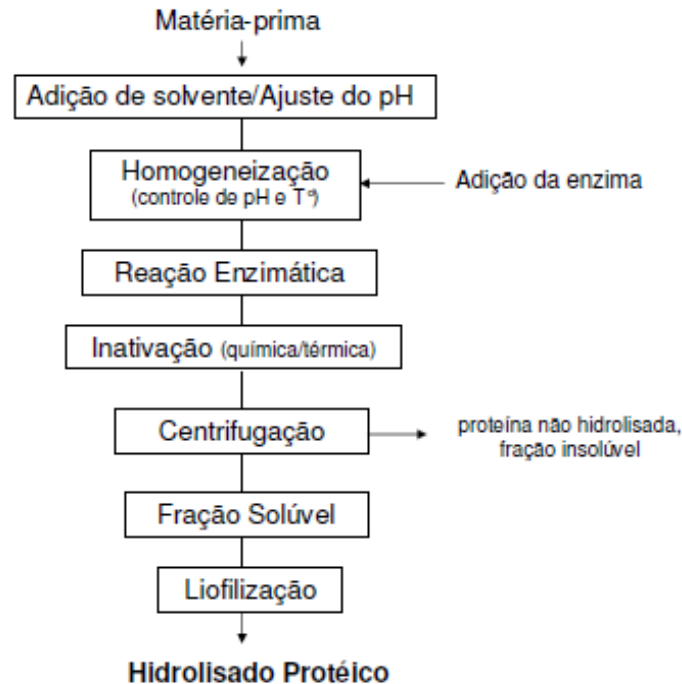 Matéria-prima
Adição de solvente/Ajuste do pH
Homogeneização
(controle de pH e Tª)
Adição da enzima
Reação Enzimática
Inativação (química/térmica)
Centrifugação
proteína não hidrolisada,
fração insolúvel
Fração Solúvel
Liofilização
Hidrolisado Protéico